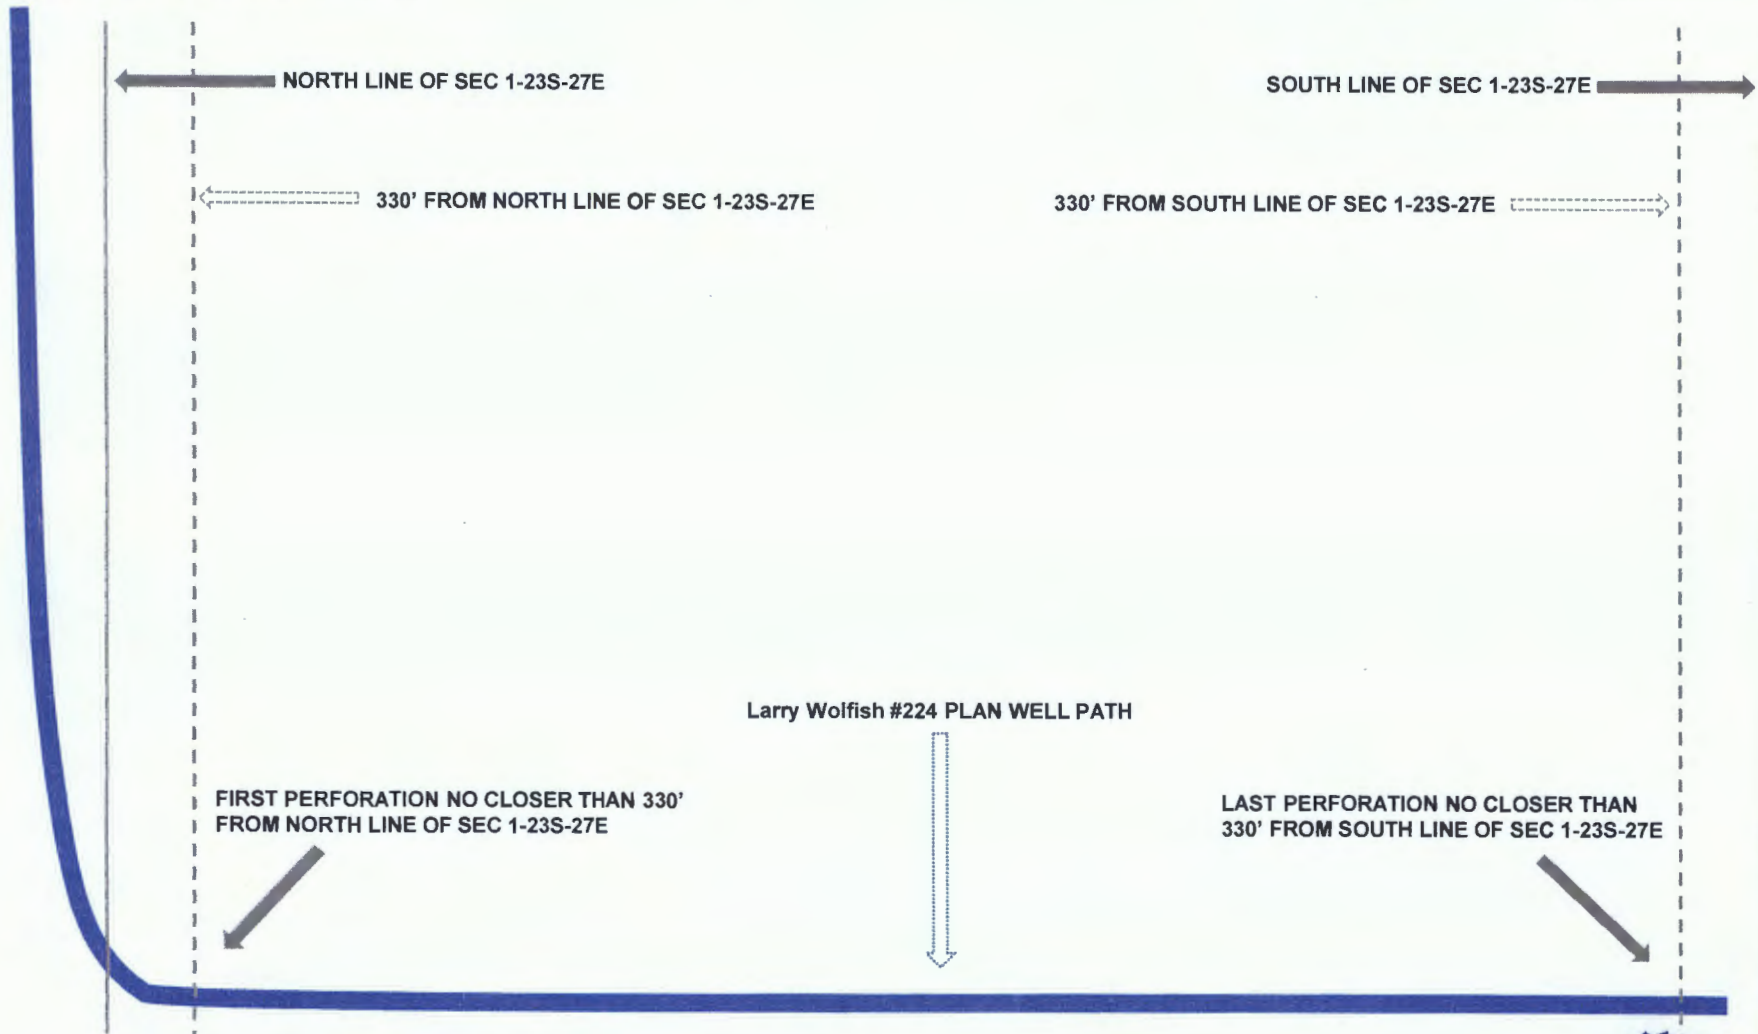 NORTH LINE OF SEC 1-23S-27E
SOUTH LINE OF SEC 1-23S-27E
330' FROM NORTH LINE OF SEC 1-23S-27E
330' FROM SOUTH LINE OF SEC 1-23S-27E
Larry Wolfish #224 PLAN WELL PATH
FIRST PERFORATION NO CLOSER THAN 330'
FROM NORTH LINE OF SEC 1-23S-27E
LAST PERFORATION NO CLOSER THAN
330' FROM SOUTH LINE OF SEC 1-23S-27E